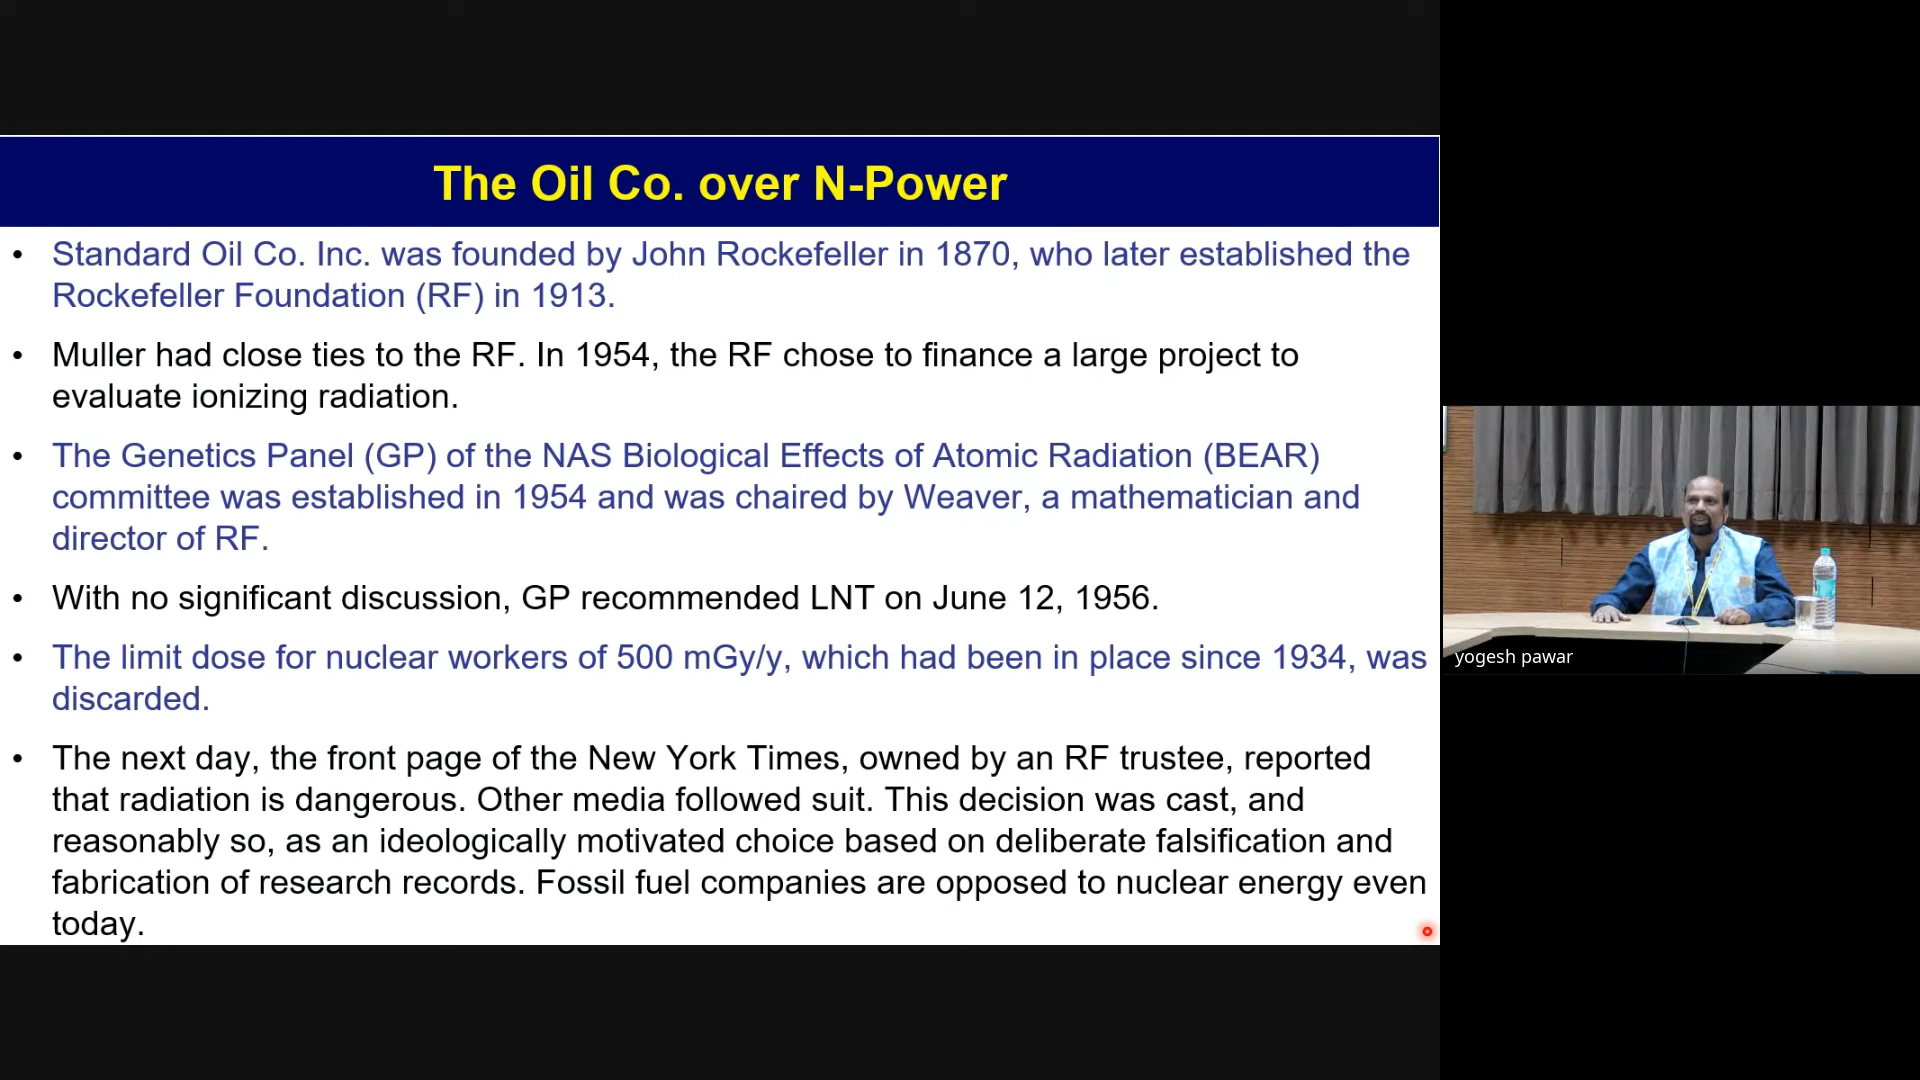 The Oil Co. over N-Power
• Standard Oil Co. Inc. was founded by John Rockefeller in 1870, who later established the
Rockefeller Foundation (RF) in 1913.
• Muller had close ties to the RF. In 1954, the RF chose to finance a large project to
evaluate ionizing radiation.
• The Genetics Panel (GP) of the NAS Biological Effects of Atomic Radiation (BEAR)
committee was established in 1954 and was chaired by Weaver, a mathematician and
director of RF.
• With no significant discussion, GP recommended LNT on June 12, 1956.
• The limit dose for nuclear workers of 500 mGy/y, which had been in place since 1934, was
discarded.
• The next day, the front page of the New York Times, owned by an RF trustee, reported
that radiation is dangerous. Other media followed suit. This decision was cast, and
reasonably so, as an ideologically motivated choice based on deliberate falsification and
fabrication of research records. Fossil fuel companies are opposed to nuclear energy even
today.
yogesh pawar